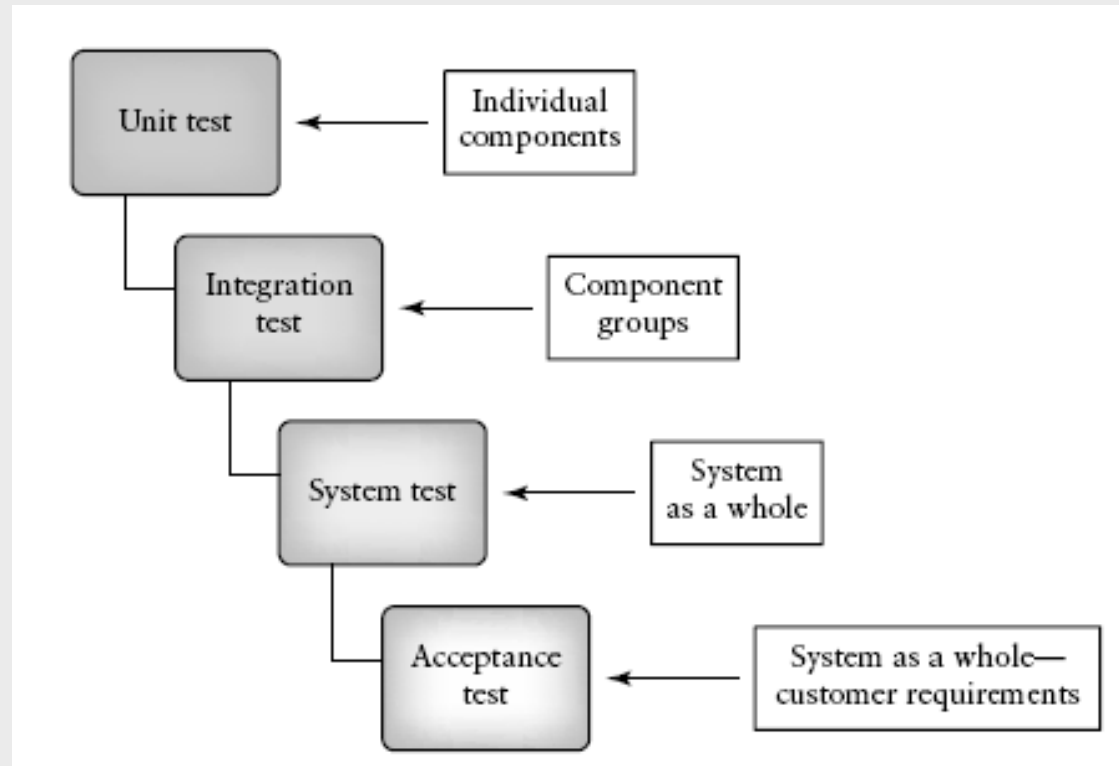 Unit test
Individual
components
Integration
test
Component
groups
System test
System
as a whole
Acceptance
test
System as a whole—
customer requirements